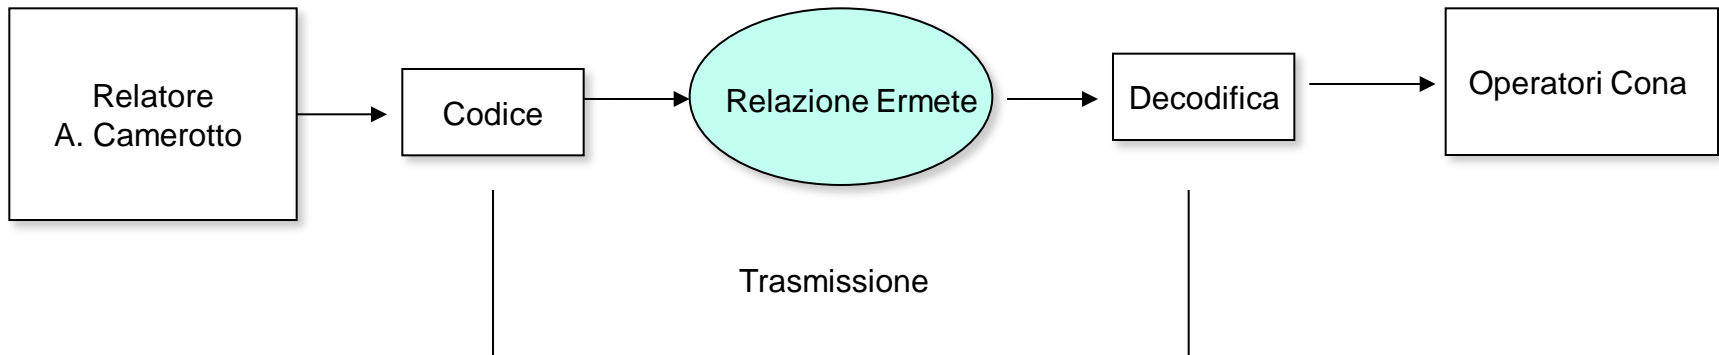 Relatore
A. Camerotto
Codice
Relazione Ermete
Decodifica
Operatori Cona
Trasmissione